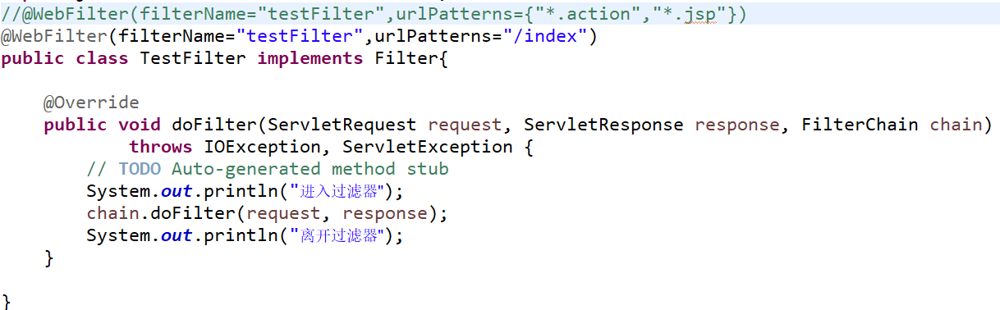 //@WebFilter(filterName="testFilter",urlPatterns={"*.action","*.jsp"})
@WebFilter(filterName="testFilter",urlPatterns="/index")
public class TestFilter implements Filter{
@Override
public void doFilter(ServletRequest request, ServletResponse response, FilterChain chain)
throws IOException, ServletException {
// TODO Auto-generated method stub
System.out.println("进入过滤器");
chain.doFilter(request, response);
System.out.println("离开过滤器");
}
}